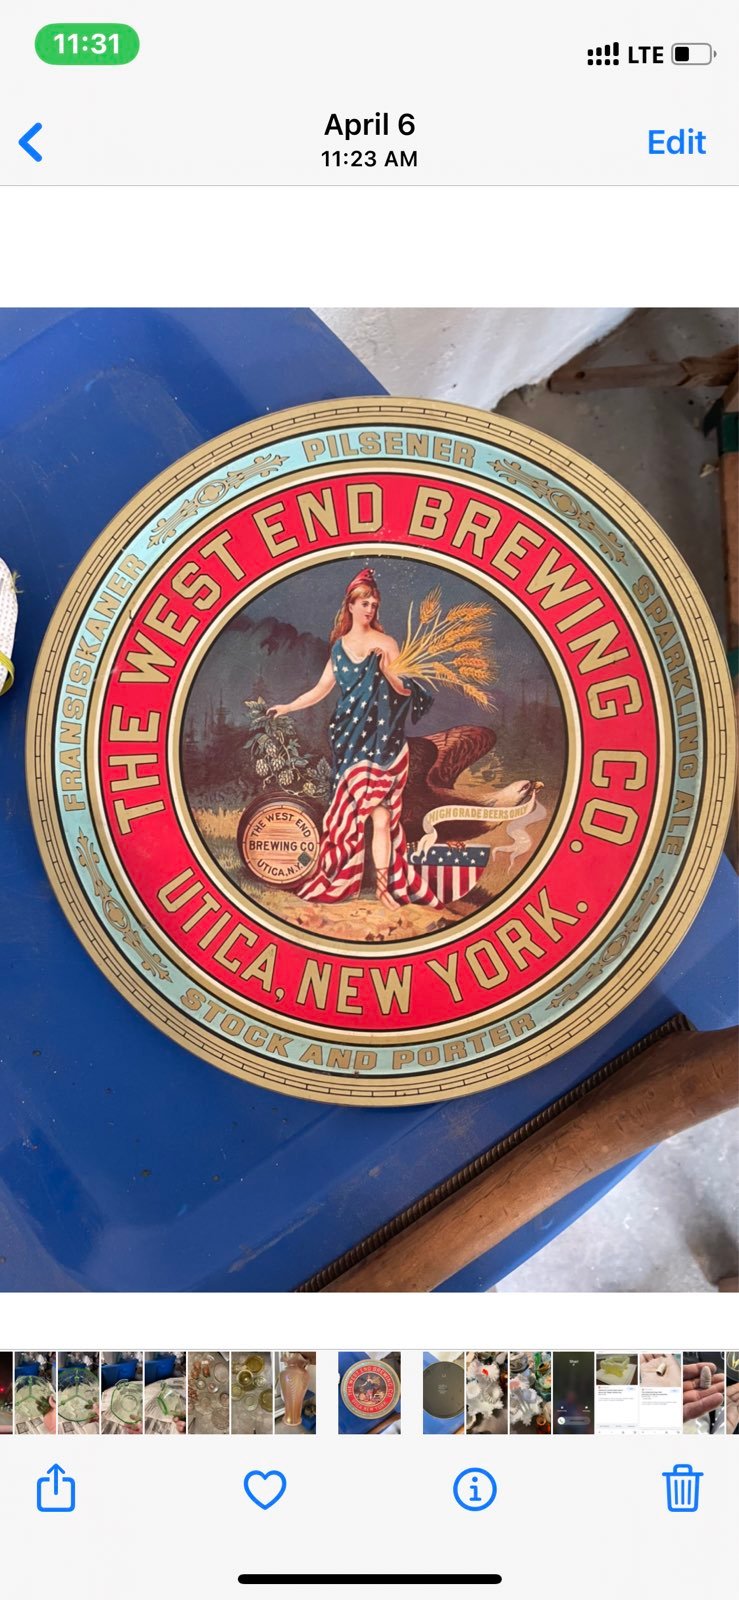 11:31
LTE
April 6
11:23 AM
Edit
PILSENER
SPARKLING ALE
STOCK AND PORTER
FRANSISKANER
THE WEST END BREWING CO.
UTICA, NEW YORK.
HIGH GRADE BEERS ONLY
THE WEST END
BREWING CO
UTICA.N.Y.